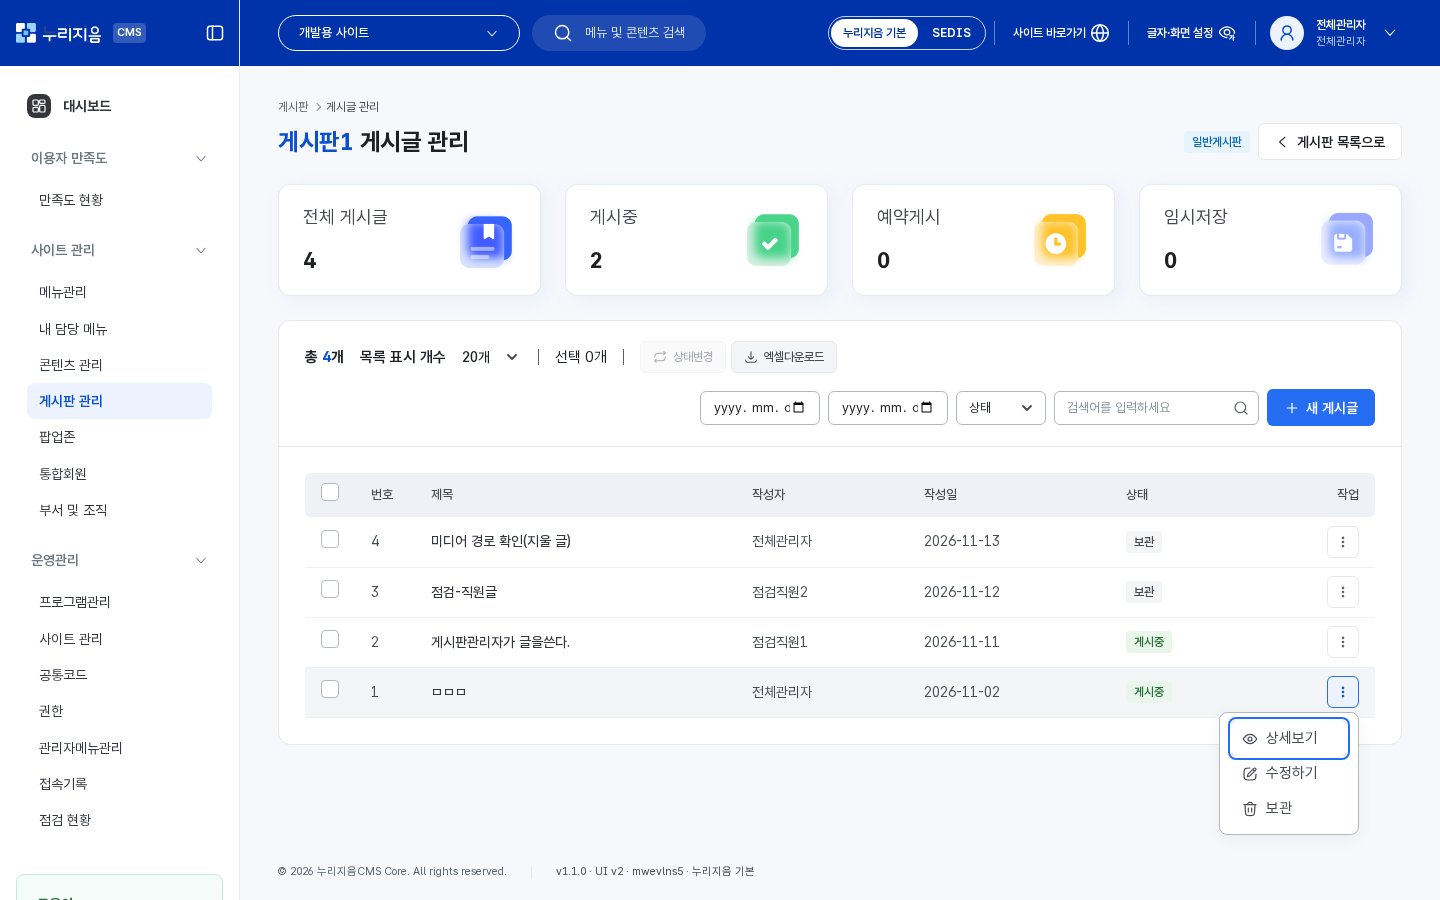 누리지음 CMS
개발용 사이트
메뉴 및 콘텐츠 검색
누리지음 기본 SEDIS
사이트 바로가기
글자·화면 설정
전체관리자
전체관리자
대시보드
이용자 만족도
만족도 현황
사이트 관리
메뉴관리
내 담당 메뉴
콘텐츠 관리
게시판 관리
팝업존
통합회원
부서 및 조직
운영관리
프로그램관리
사이트 관리
공통코드
권한
관리자메뉴관리
접속기록
점검 현황
게시판 게시글 관리
게시판1 게시글 관리
일반게시판 게시판 목록으로
전체 게시글
4
게시중
2
예약게시
0
임시저장
0
총 4개 목록 표시 개수 20개 선택 0개 상태변경 엑셀다운로드
yyyy. mm. d yyyy. mm. d 상태 검색어를 입력하세요 새 게시글
번호 제목 작성자 작성일 상태 작업
4 미디어 경로 확인(지울 글) 전체관리자 2026-11-13 보관
3 점검-직원글 점검직원2 2026-11-12 보관
2 게시판관리자가 글을쓴다. 점검직원1 2026-11-11 게시중
1 ㅁㅁㅁ 전체관리자 2026-11-02 게시중
상세보기
수정하기
보관
© 2026 누리지음CMS Core. All rights reserved. v1.1.0 · UI v2 · mwevlns5 · 누리지음 기본